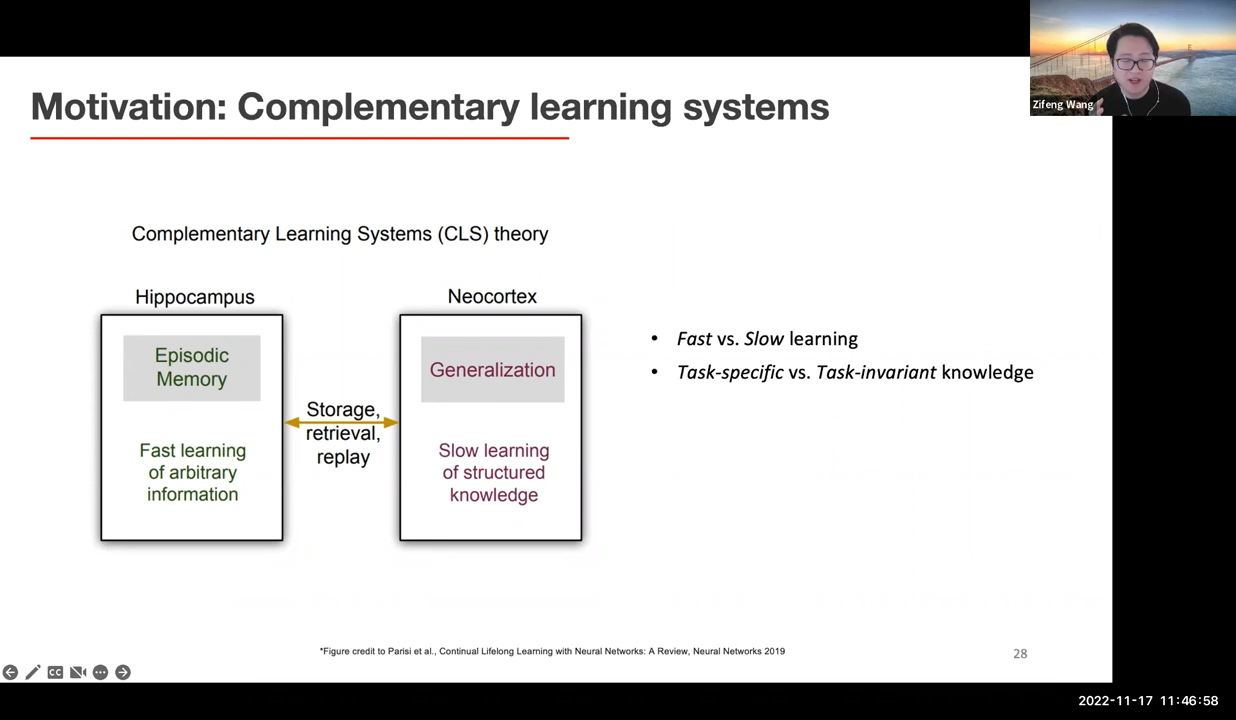 Motivation: Complementary learning systems
Zifeng Wang
Complementary Learning Systems (CLS) theory
Hippocampus
Episodic
Memory
Fast learning
of arbitrary
information
Storage,
retrieval,
replay
Neocortex
Generalization
Slow learning
of structured
knowledge
• Fast vs. Slow learning
• Task-specific vs. Task-invariant knowledge
*Figure credit to Parisi et al., Continual Lifelong Learning with Neural Networks: A Review, Neural Networks 2019
28
CC
2022-11-17 11:46:58